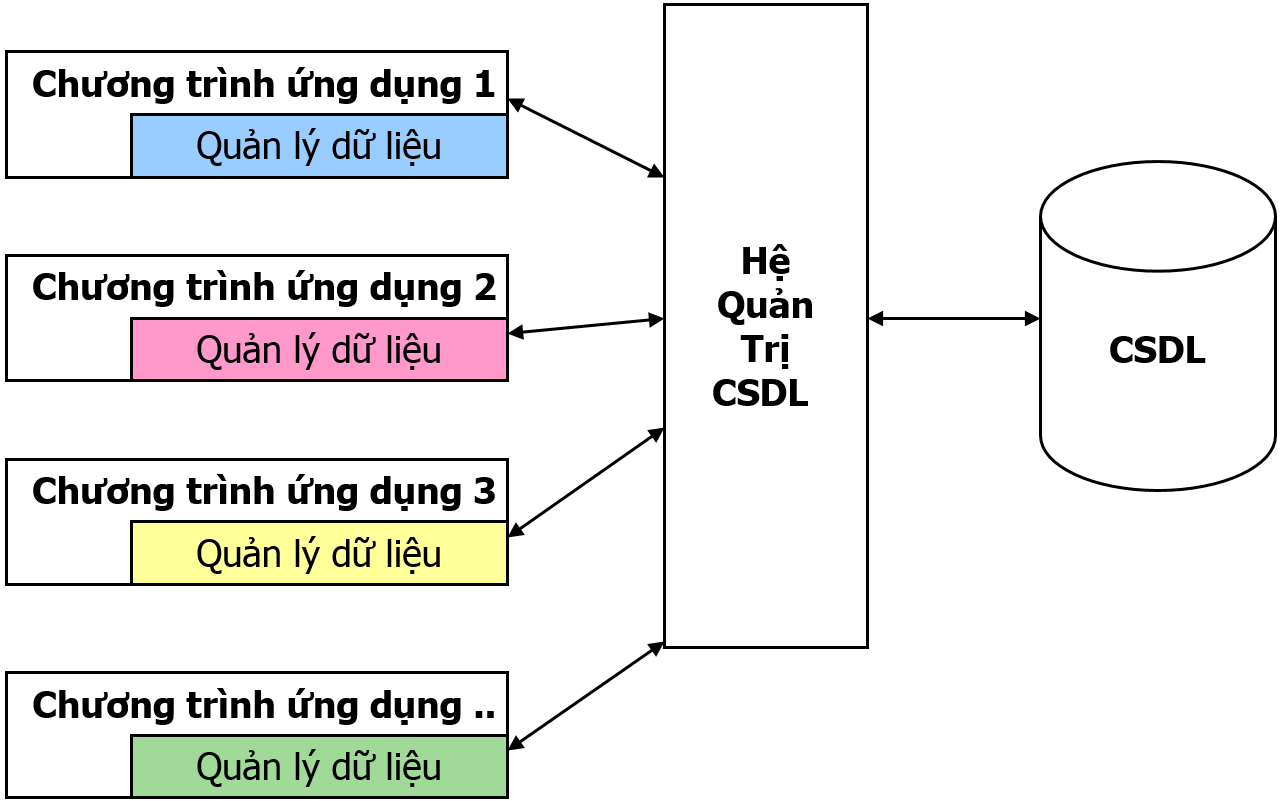 Chương trình ứng dụng 1
Quản lý dữ liệu
Chương trình ứng dụng 2
Quản lý dữ liệu
Chương trình ứng dụng 3
Quản lý dữ liệu
Chương trình ứng dụng ..
Quản lý dữ liệu
Hệ
Quản
Trị
CSDL
CSDL